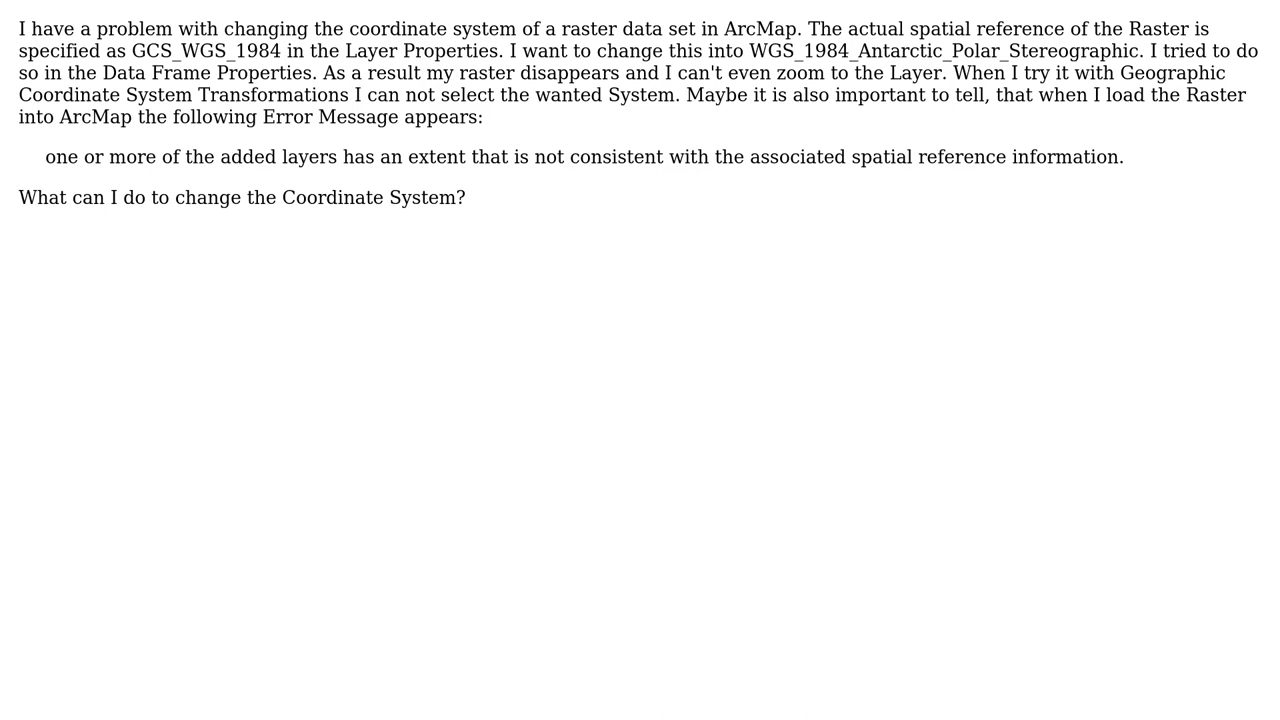 I have a problem with changing the coordinate system of a raster data set in ArcMap. The actual spatial reference of the Raster is
specified as GCS_WGS_1984 in the Layer Properties. I want to change this into WGS_1984_Antarctic_Polar_Stereographic. I tried to do
so in the Data Frame Properties. As a result my raster disappears and I can't even zoom to the Layer. When I try it with Geographic
Coordinate System Transformations I can not select the wanted System. Maybe it is also important to tell, that when I load the Raster
into ArcMap the following Error Message appears:
one or more of the added layers has an extent that is not consistent with the associated spatial reference information.
What can I do to change the Coordinate System?